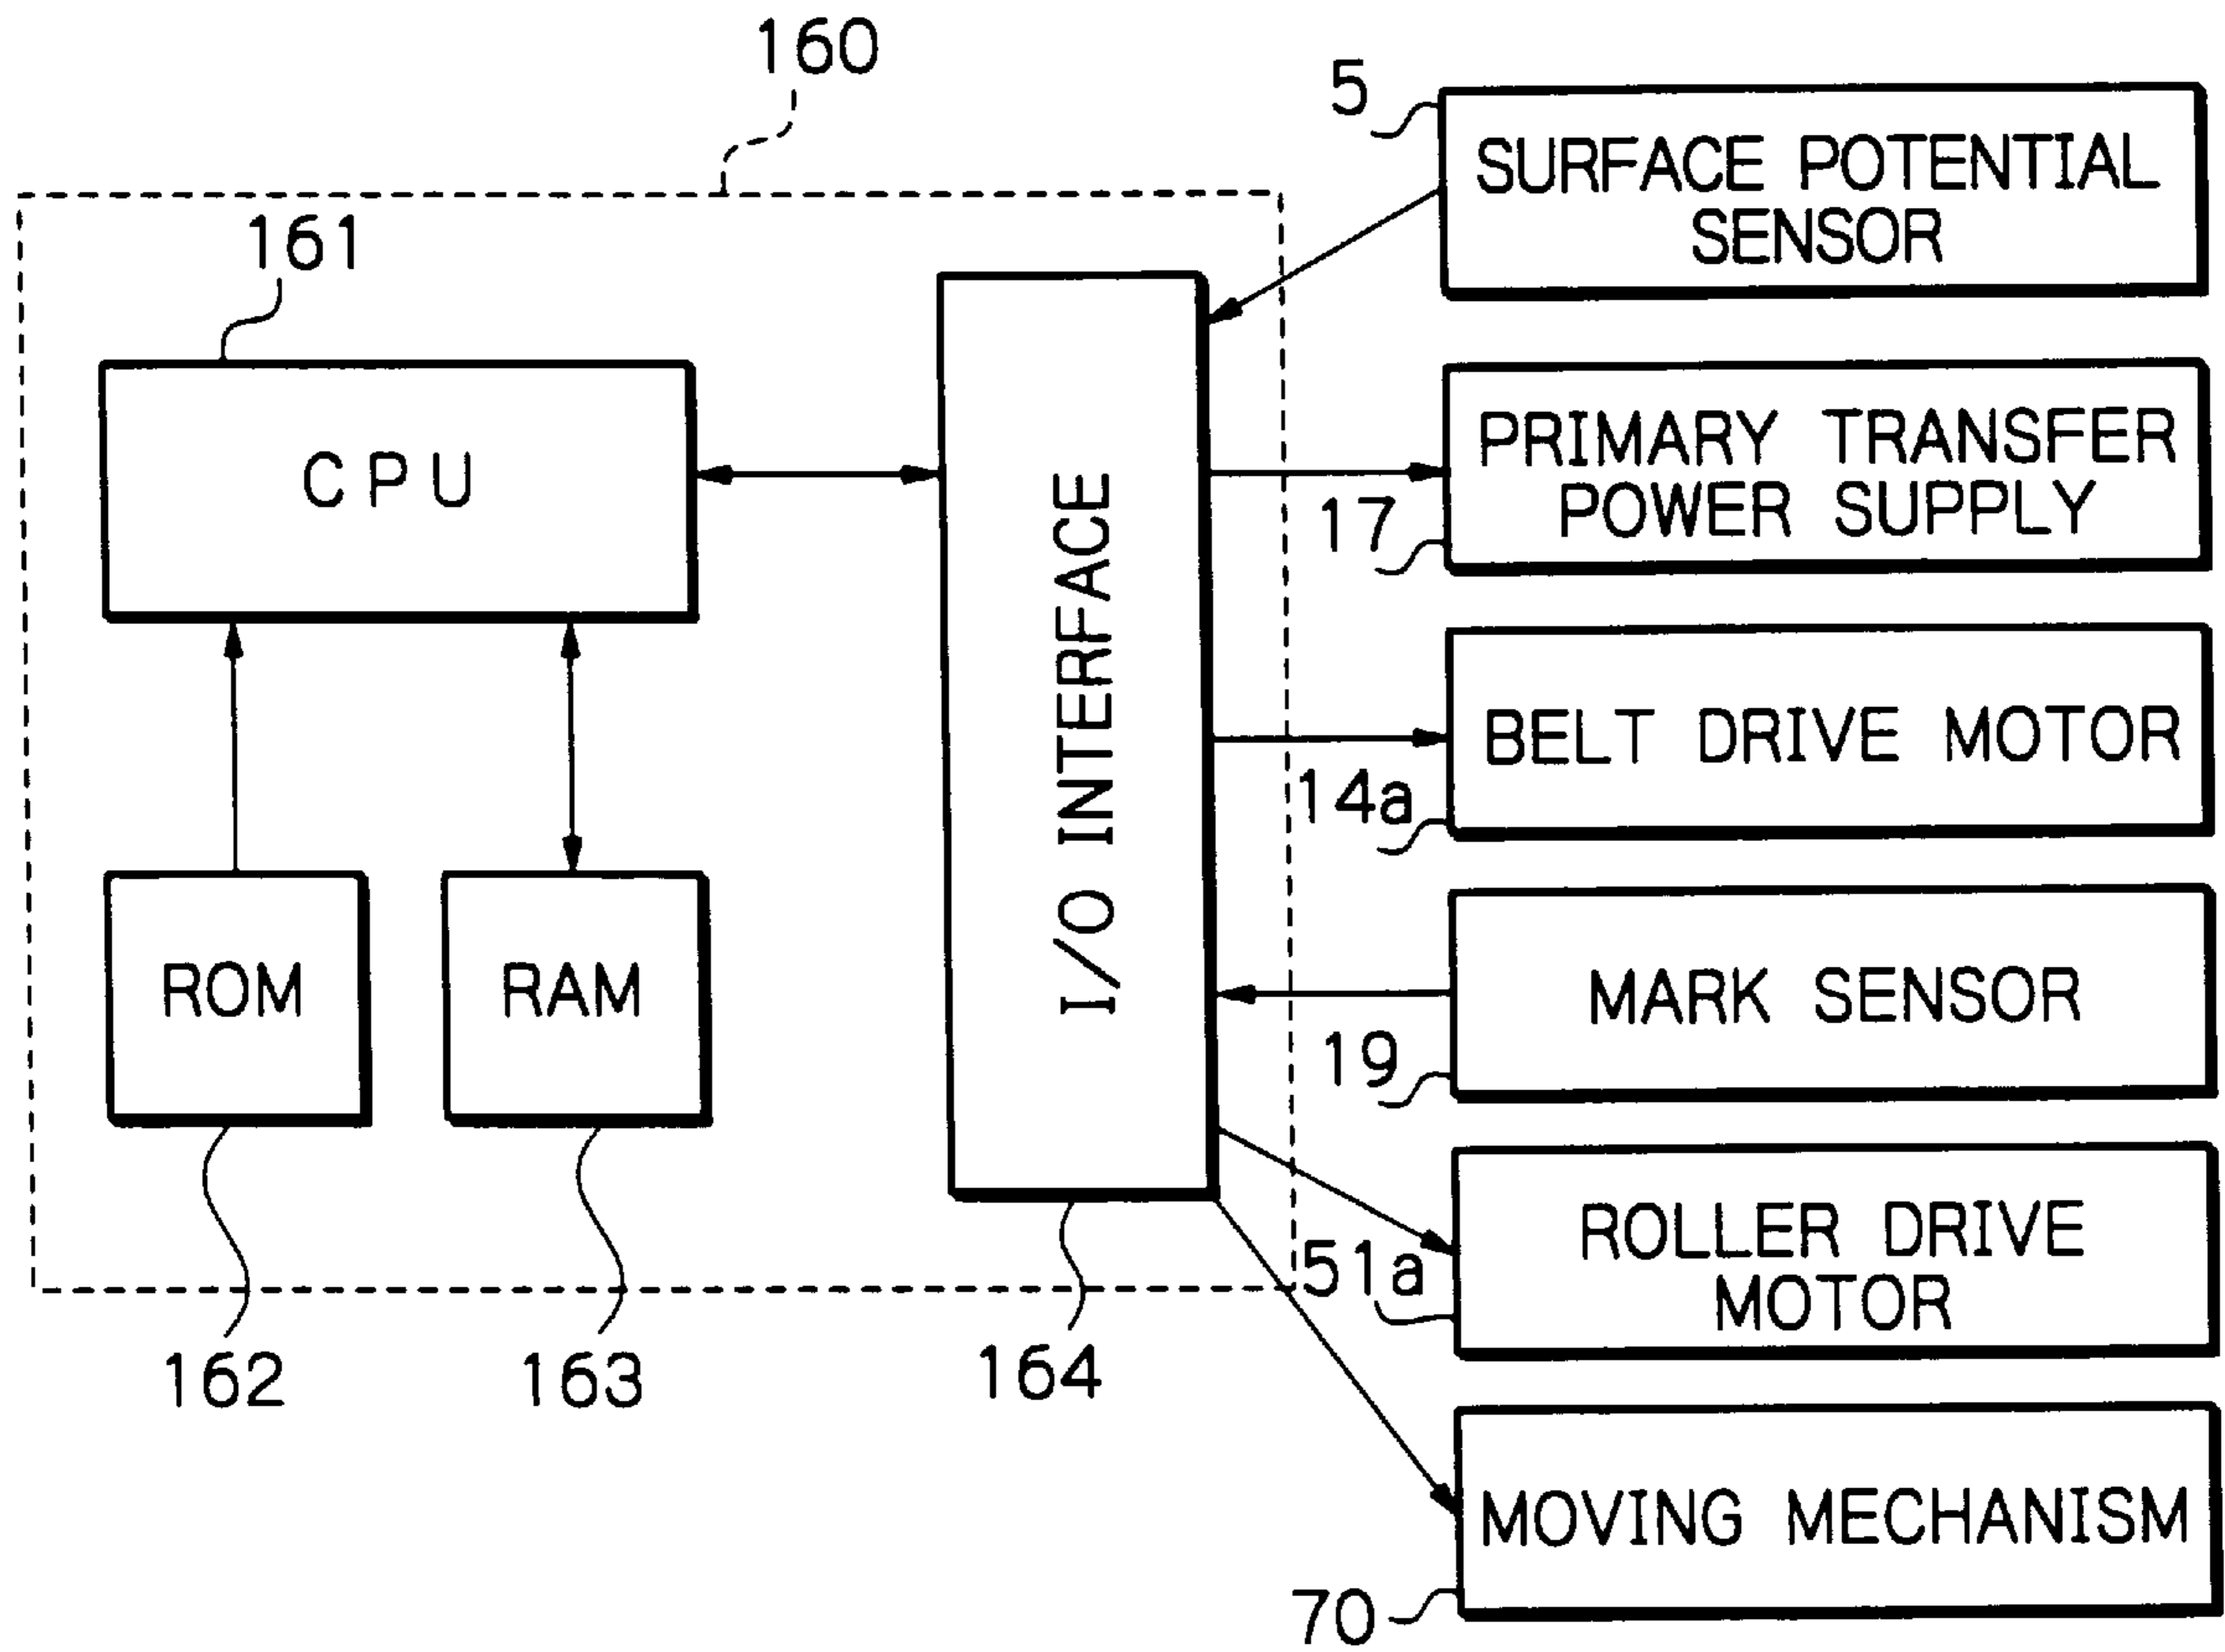 160
5
SURFACE POTENTIAL
SENSOR
161
CPU
PRIMARY TRANSFER
POWER SUPPLY
17
I/O INTERFACE
BELT DRIVE MOTOR
14a
ROM
RAM
MARK SENSOR
19
ROLLER DRIVE
MOTOR
51a
162
163
164
MOVING MECHANISM
70